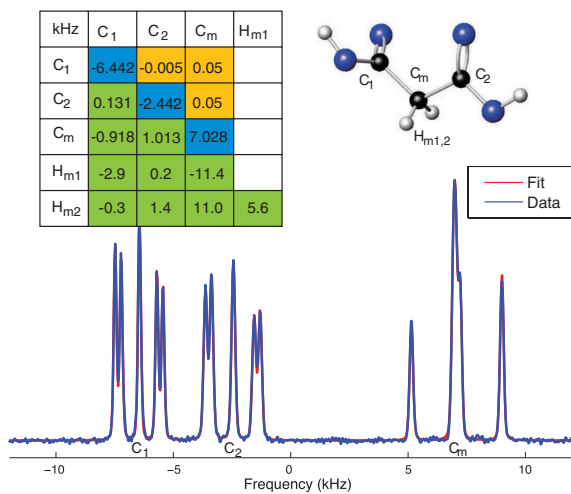 kHz C1 C2 Cm Hm1
C1 -6.442 -0.005 0.05
C2 0.131 -2.442 0.05
Cm -0.918 1.013 7.028
Hm1 -2.9 0.2 -11.4
Hm2 -0.3 1.4 11.0 5.6
C1 Cm C2
Hm1,2
Fit
Data
C1 C2 Cm
−10 −5 0 5 10
Frequency (kHz)